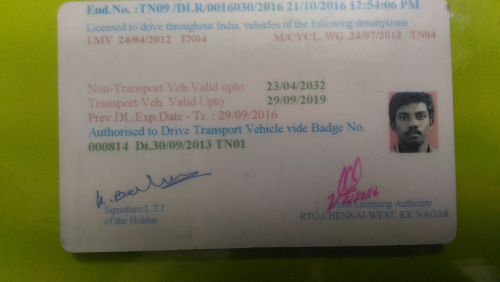 End.No. :TN09 /DLR/0016030/2016 21/10/2016 12:54:06 PM
Licensed to drive throughout India, vehicles of the following descriptions
LMV 24/04/2012 TN04 M/CYCL. WG .24/07/2012 TN04
Non-Transport Veh.Valid upto 23/04/2032
Transport Veh. Valid Upto 29/09/2019
Prev.DL.Exp.Date - Tr. : 29/09/2016
Authorised to Drive Transport Vehicle vide Badge No.
000814 Dt.30/09/2013 TN01
Signature/L.T.I
of the Holder
Licensing Authority
RTO,CHENNAI-WEST, KK NAGAR